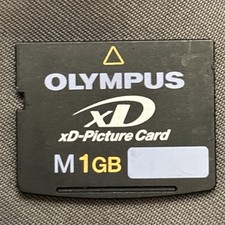 OLYMPUS
xD
xD-Picture Card
M 1GB